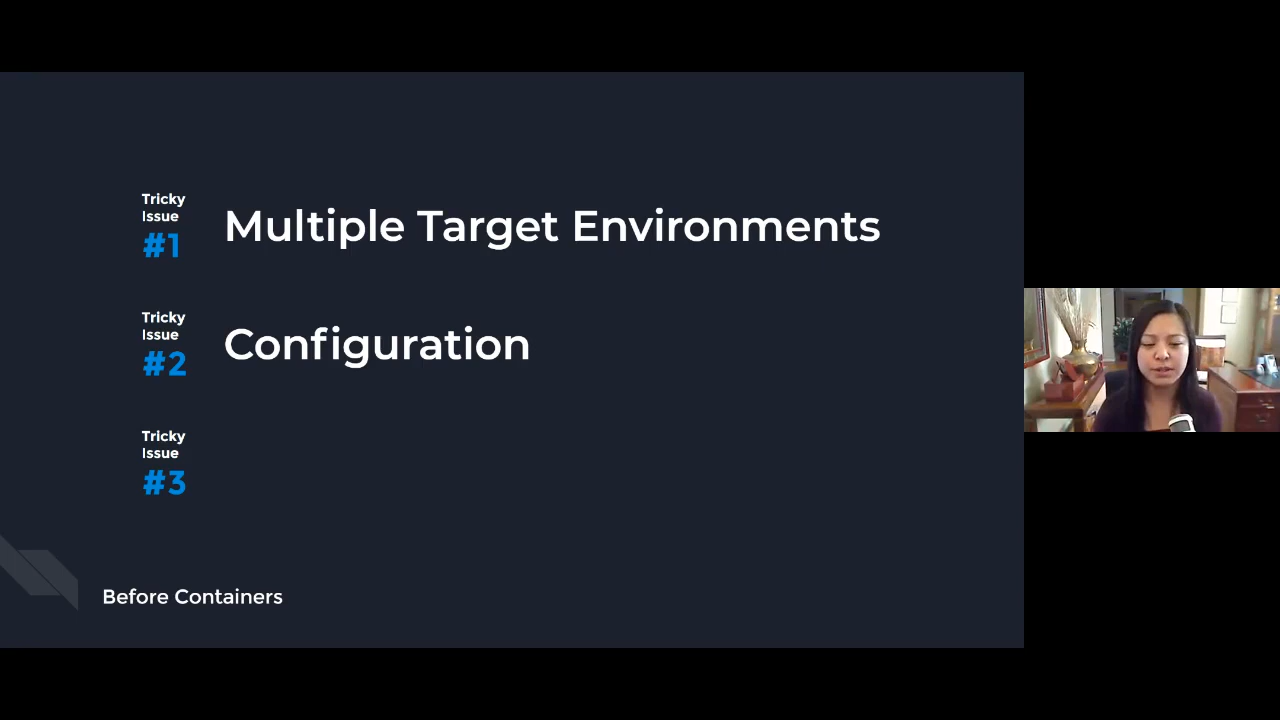 Tricky
Issue
#1
Multiple Target Environments
Tricky
Issue
#2
Configuration
Tricky
Issue
#3
Before Containers